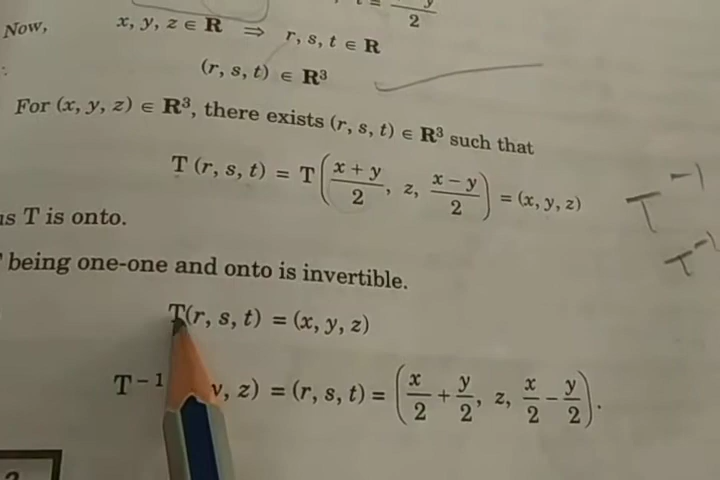 y
2
Now, x, y, z ∈ R ⇒ r, s, t ∈ R
∴ (r, s, t) ∈ R³
For (x, y, z) ∈ R³, there exists (r, s, t) ∈ R³ such that
T (r, s, t) = T((x + y)/2, z, (x − y)/2) = (x, y, z)
T⁻¹
us T is onto.
T⁻¹
being one-one and onto is invertible.
T(r, s, t) = (x, y, z)
T⁻¹ y, z) = (r, s, t) = (x/2 + y/2, z, x/2 − y/2).